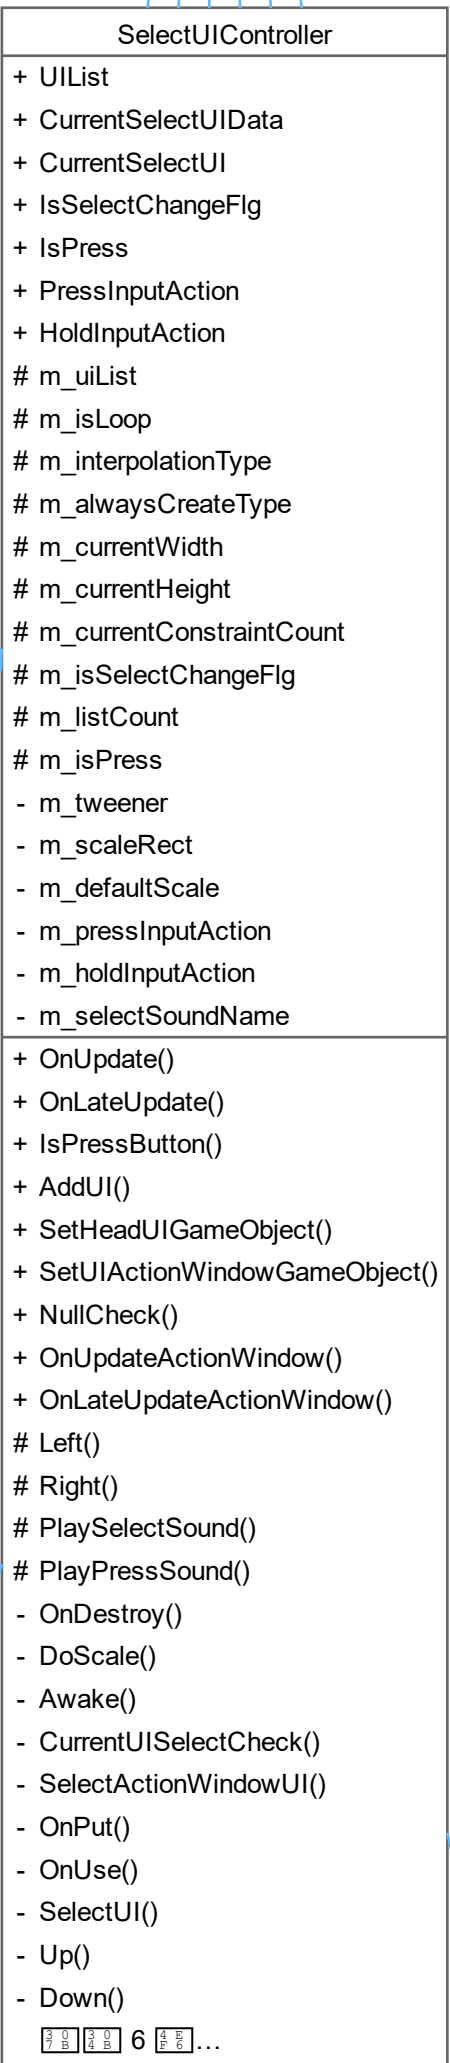 SelectUIController
+ UIList
+ CurrentSelectUIData
+ CurrentSelectUI
+ IsSelectChangeFlg
+ IsPress
+ PressInputAction
+ HoldInputAction
# m_uiList
# m_isLoop
# m_interpolationType
# m_alwaysCreateType
# m_currentWidth
# m_currentHeight
# m_currentConstraintCount
# m_isSelectChangeFlg
# m_listCount
# m_isPress
- m_tweener
- m_scaleRect
- m_defaultScale
- m_pressInputAction
- m_holdInputAction
- m_selectSoundName
+ OnUpdate()
+ OnLateUpdate()
+ IsPressButton()
+ AddUI()
+ SetHeadUIGameObject()
+ SetUIActionWindowGameObject()
+ NullCheck()
+ OnUpdateActionWindow()
+ OnLateUpdateActionWindow()
# Left()
# Right()
# PlaySelectSound()
# PlayPressSound()
- OnDestroy()
- DoScale()
- Awake()
- CurrentUISelectCheck()
- SelectActionWindowUI()
- OnPut()
- OnUse()
- SelectUI()
- Up()
- Down()
6 ...